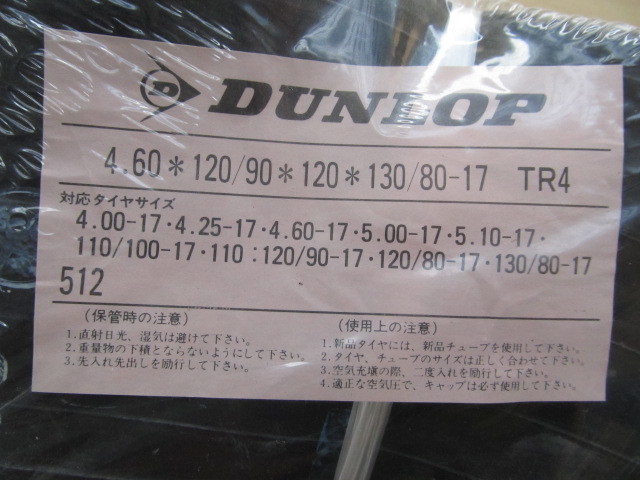 DUNLOP
4.60*120/90*120*130/80-17 TR4
対応タイヤサイズ
4.00-17・4.25-17・4.60-17・5.00-17・5.10-17・
110/100-17・110:120/90-17・120/80-17・130/80-17
512
(保管時の注意)
1.直射日光、湿気は避けて下さい。
2.重量物の下積とならないようにして下さい。
3.先入れ先出しを励行して下さい。
(使用上の注意)
1.新品タイヤには、新品チューブを使用して下さい。
2.タイヤ、チューブのサイズは正しく合わせて下さい。
3.空気充塡の際、二度入れを励行して下さい。
4.適正な空気圧で、キャップは必ず使用して下さい。